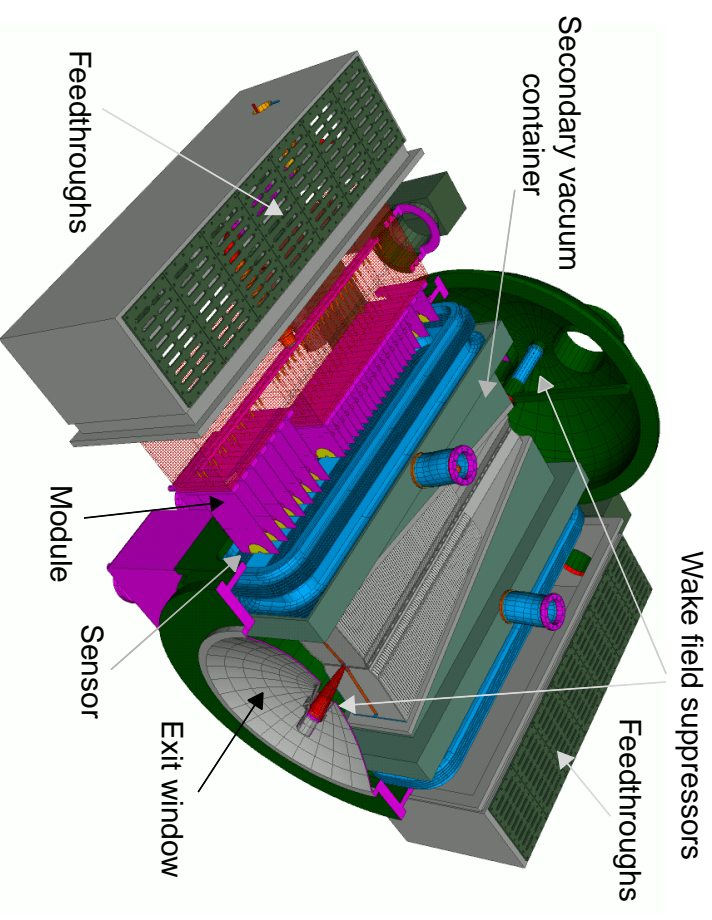 Secondary vacuum
container
Feedthroughs
Wake field suppressors
Feedthroughs
Module
Sensor
Exit window